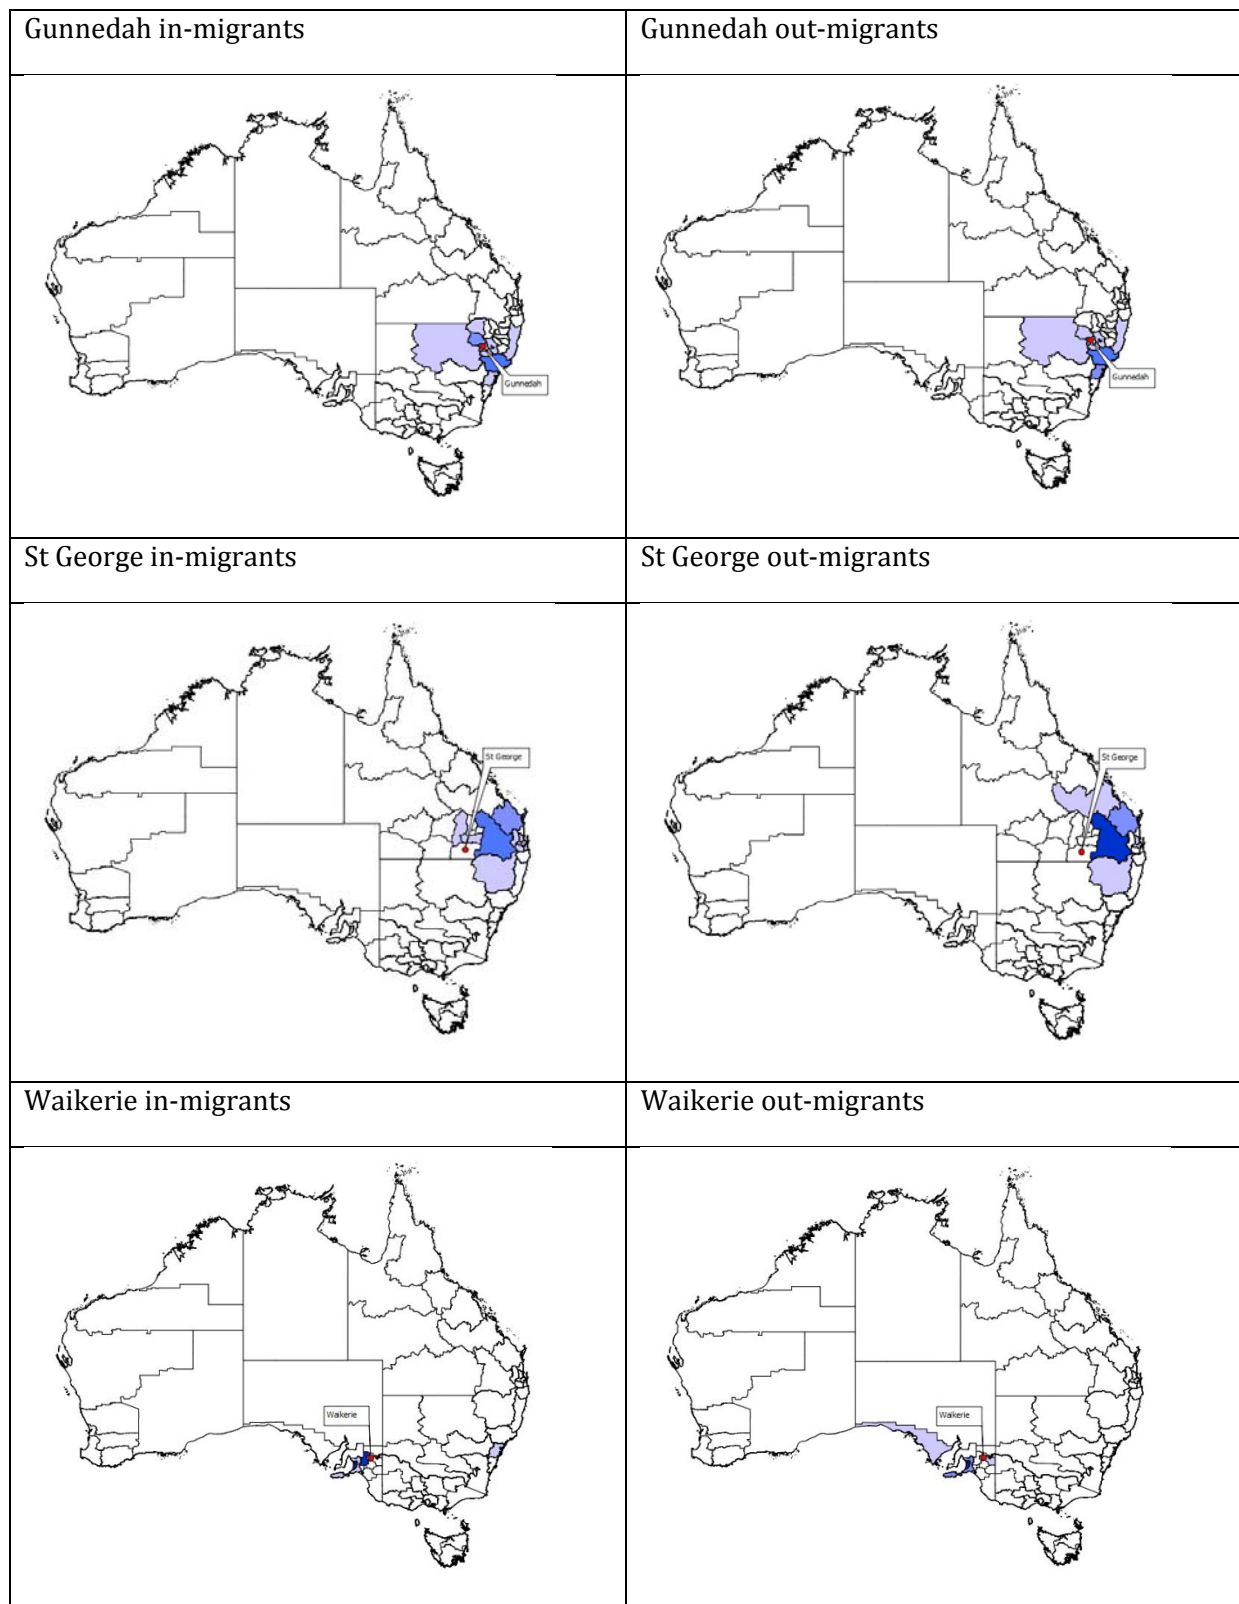 Gunnedah in-migrants
Gunnedah out-migrants
Gunnedah
Gunnedah
St George in-migrants
St George out-migrants
St George
St George
Waikerie in-migrants
Waikerie out-migrants
Waikerie
Waikerie